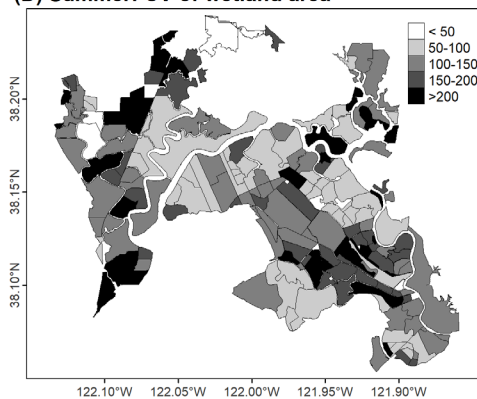 (B) Summer: CV of wetland area
< 50
50-100
100-150
150-200
>200
38.20°N
38.15°N
38.10°N
122.10°W 122.05°W 122.00°W 121.95°W 121.90°W